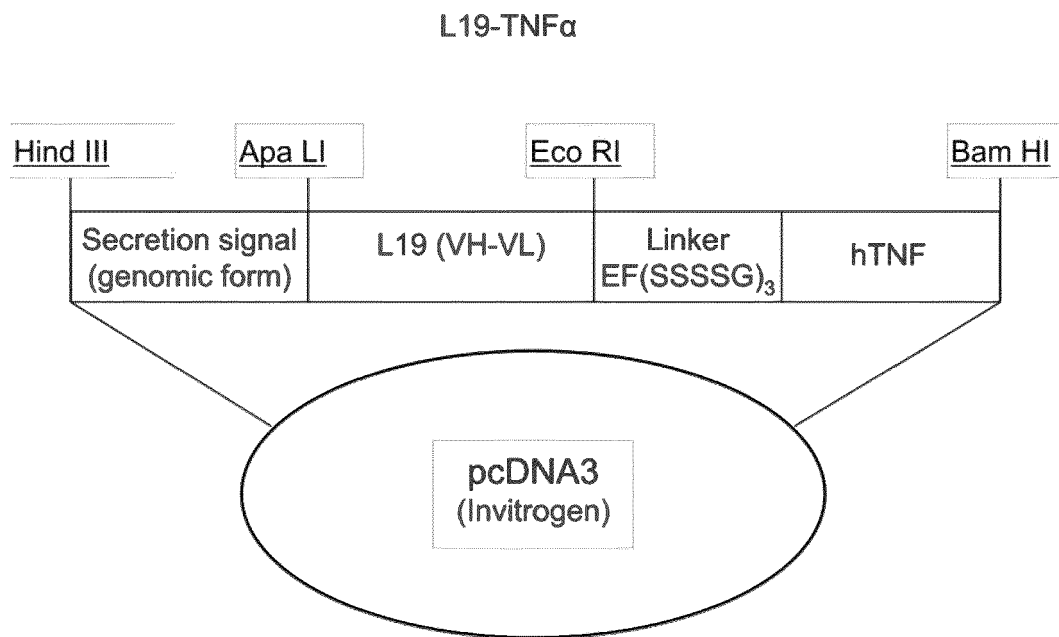 L19-TNFα
Hind III
Apa LI
Eco RI
Bam HI
Secretion signal
(genomic form)
L19 (VH-VL)
Linker
EF(SSSSG)₃
hTNF
pcDNA3
(Invitrogen)